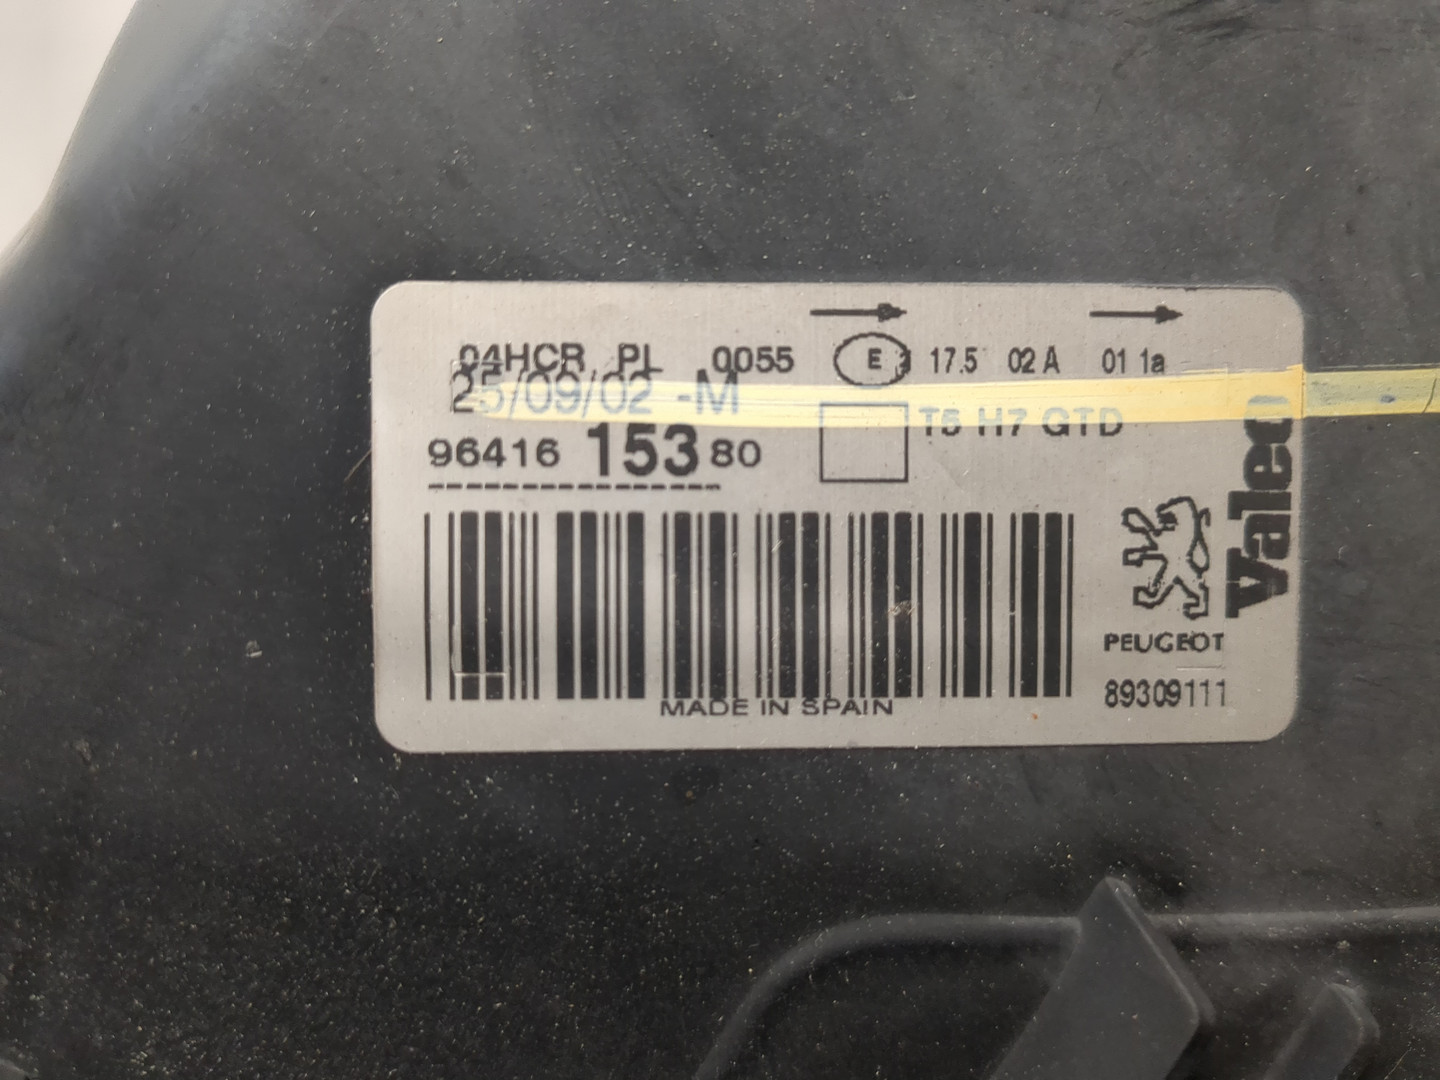 04HCR PL 0055 E 17.5 02 A 01 1a
25/09/02 -M
96416 153 80
T5 H7 GTD
Valeo
PEUGEOT
89309111
MADE IN SPAIN